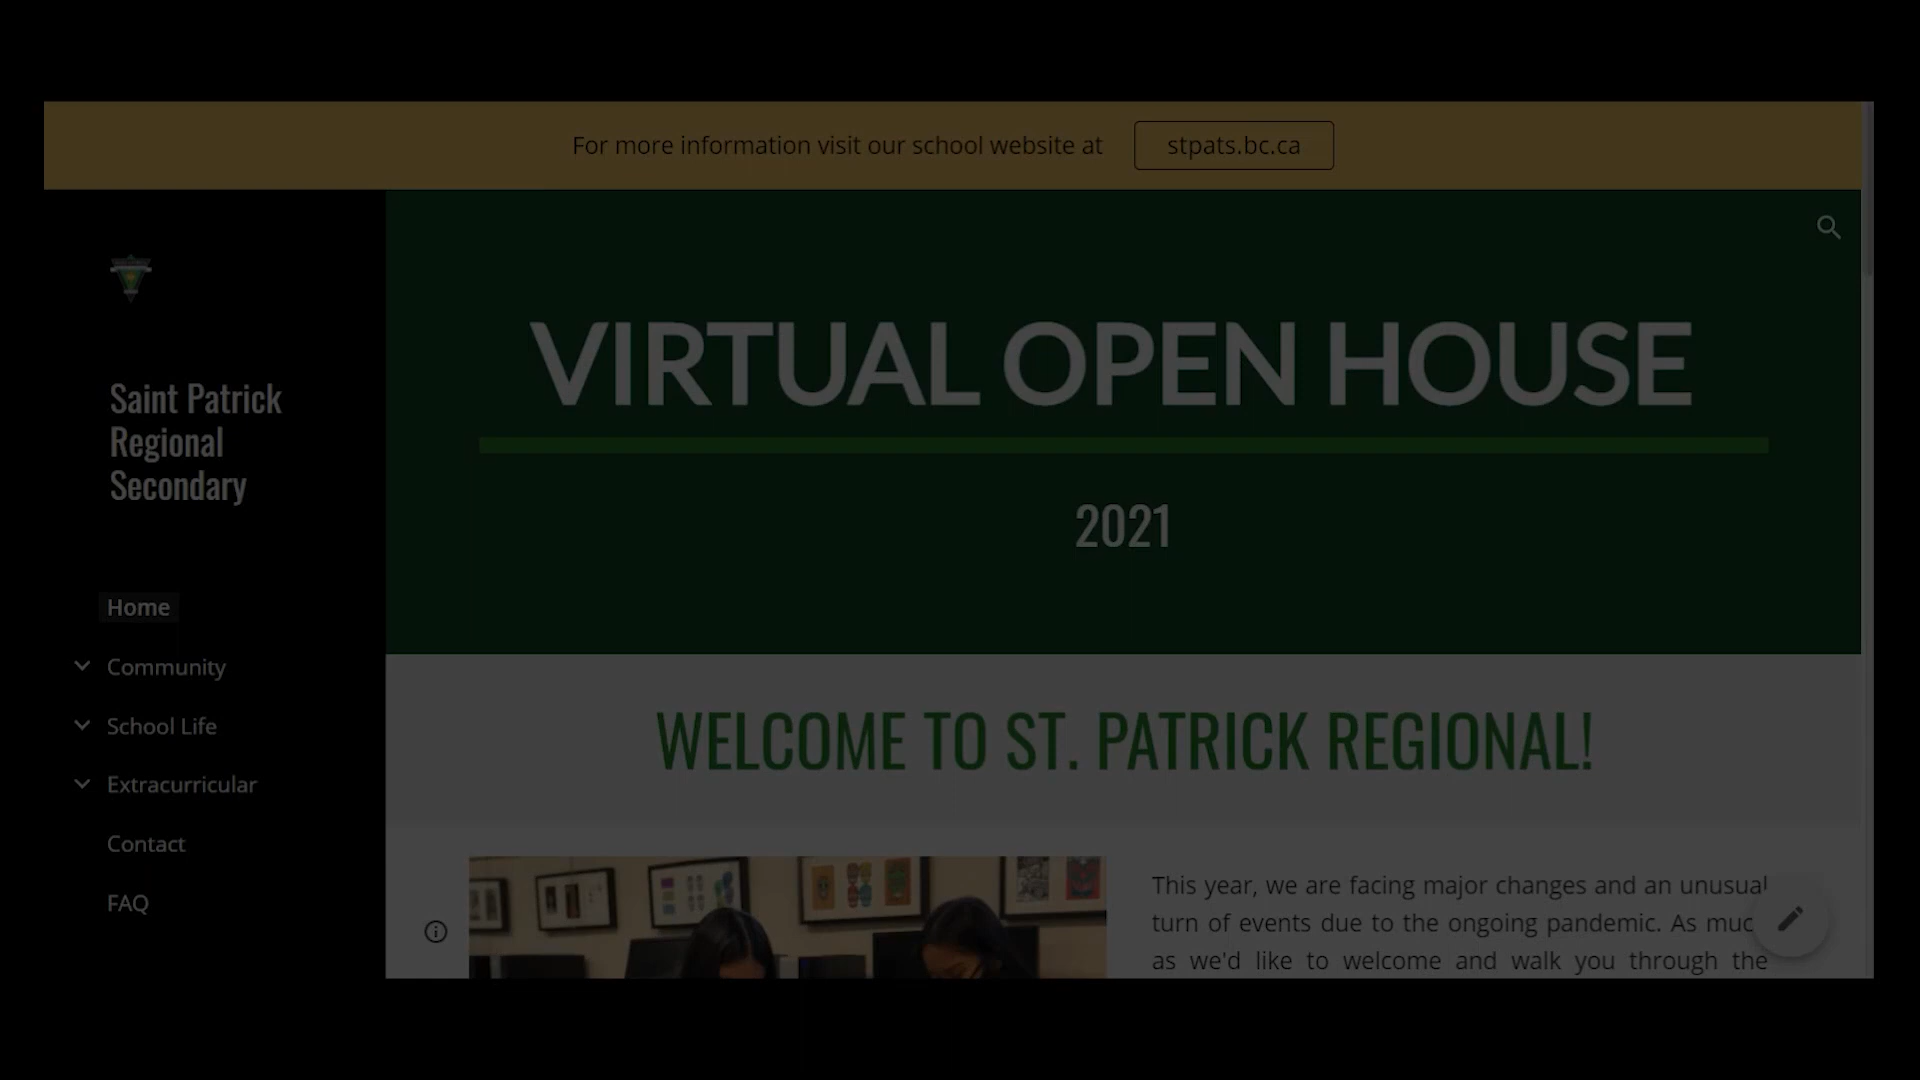 For more information visit our school website at
stpats.bc.ca
Saint Patrick
Regional
Secondary
Home
Community
School Life
Extracurricular
Contact
FAQ
VIRTUAL OPEN HOUSE
2021
WELCOME TO ST. PATRICK REGIONAL!
This year, we are facing major changes and an unusual
turn of events due to the ongoing pandemic. As much
as we'd like to welcome and walk you through the